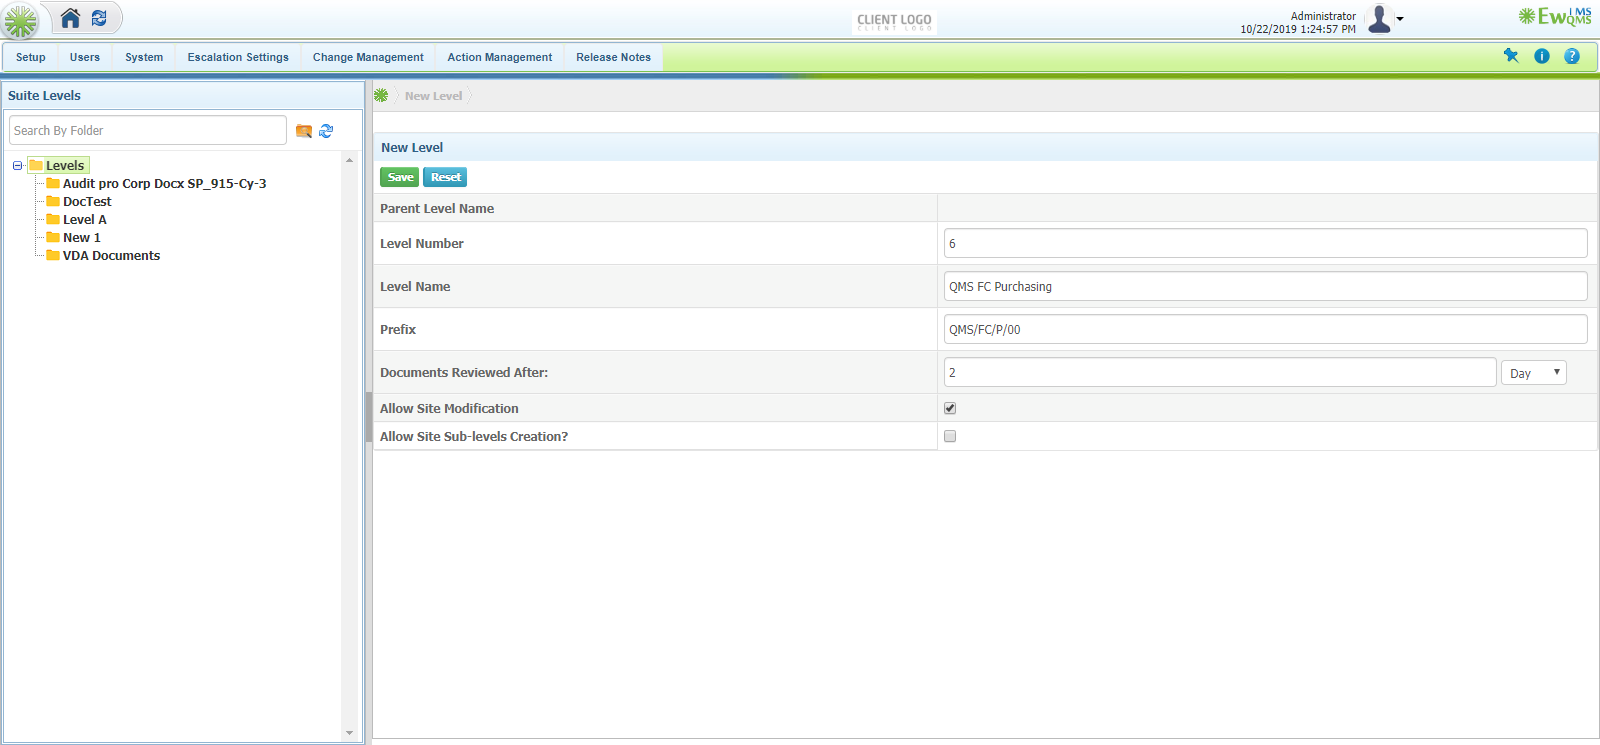 Administrator
10/22/2019 1:24:57 PM
CLIENT LOGO
CLIENT LOGO
EwQMS
LMS
Setup Users System Escalation Settings Change Management Action Management Release Notes
Suite Levels
Search By Folder
Levels
Audit pro Corp Docx SP_915-Cy-3
DocTest
Level A
New 1
VDA Documents
New Level
New Level
Save Reset
Parent Level Name
Level Number 6
Level Name QMS FC Purchasing
Prefix QMS/FC/P/00
Documents Reviewed After: 2 Day
Allow Site Modification
Allow Site Sub-levels Creation?